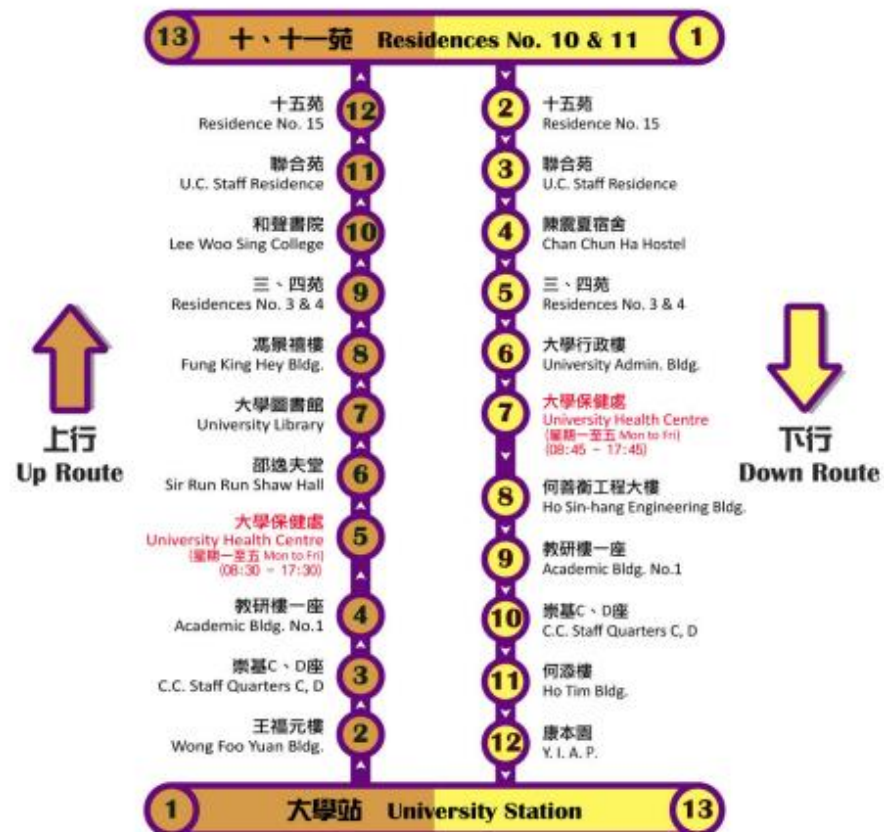 13 十、十一苑 Residences No. 10 & 11 1
十五苑
Residence No. 15
12
聯合苑
U.C. Staff Residence
11
和聲書院
Lee Woo Sing College
10
三、四苑
Residences No. 3 & 4
9
馮景禧樓
Fung King Hey Bldg.
8
大學圖書館
University Library
7
邵逸夫堂
Sir Run Run Shaw Hall
6
大學保健處
University Health Centre
(星期一至五 Mon to Fri)
(08:30 - 17:30)
5
教研樓一座
Academic Bldg. No.1
4
崇基C、D座
C.C. Staff Quarters C, D
3
王福元樓
Wong Foo Yuan Bldg.
2
上行
Up Route
2
十五苑
Residence No. 15
3
聯合苑
U.C. Staff Residence
4
陳震夏宿舍
Chan Chun Ha Hostel
5
三、四苑
Residences No. 3 & 4
6
大學行政樓
University Admin. Bldg.
7
大學保健處
University Health Centre
(星期一至五 Mon to Fri)
(08:45 - 17:45)
8
何善衡工程大樓
Ho Sin-hang Engineering Bldg.
9
教研樓一座
Academic Bldg. No.1
10
崇基C、D座
C.C. Staff Quarters C, D
11
何添樓
Ho Tim Bldg.
12
康本園
Y. I. A. P.
下行
Down Route
1 大學站 University Station 13